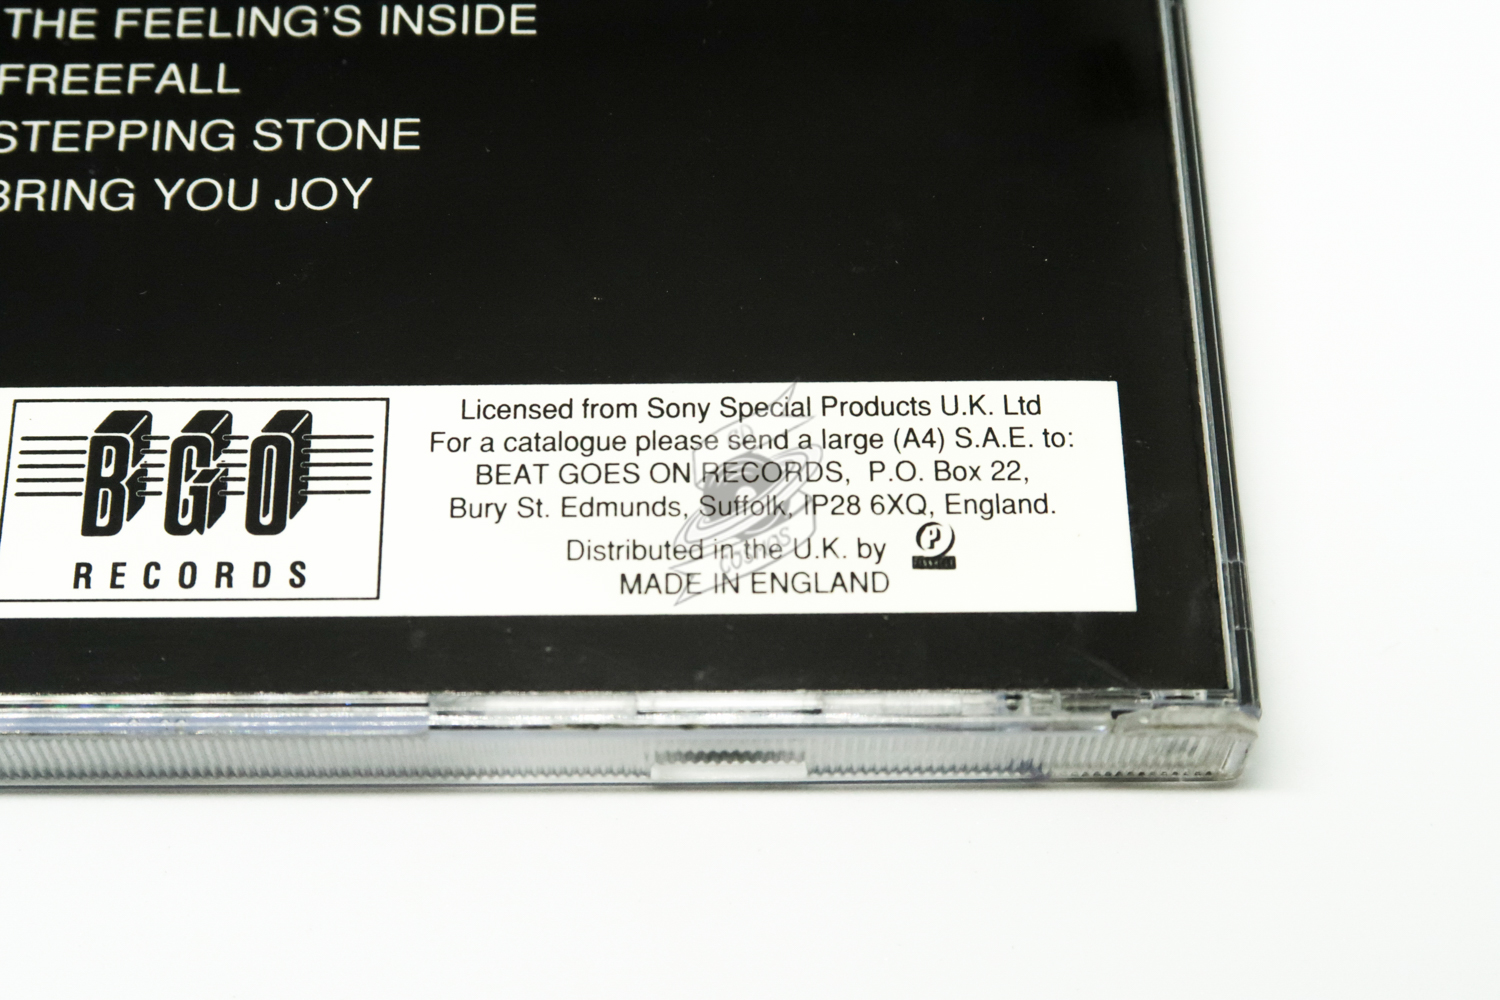 THE FEELING'S INSIDE
FREEFALL
STEPPING STONE
BRING YOU JOY
BGO
RECORDS
Licensed from Sony Special Products U.K. Ltd
For a catalogue please send a large (A4) S.A.E. to:
BEAT GOES ON RECORDS, P.O. Box 22,
Bury St. Edmunds, Suffolk, IP28 6XQ, England.
Distributed in the U.K. by
MADE IN ENGLAND
CD
COSMOS